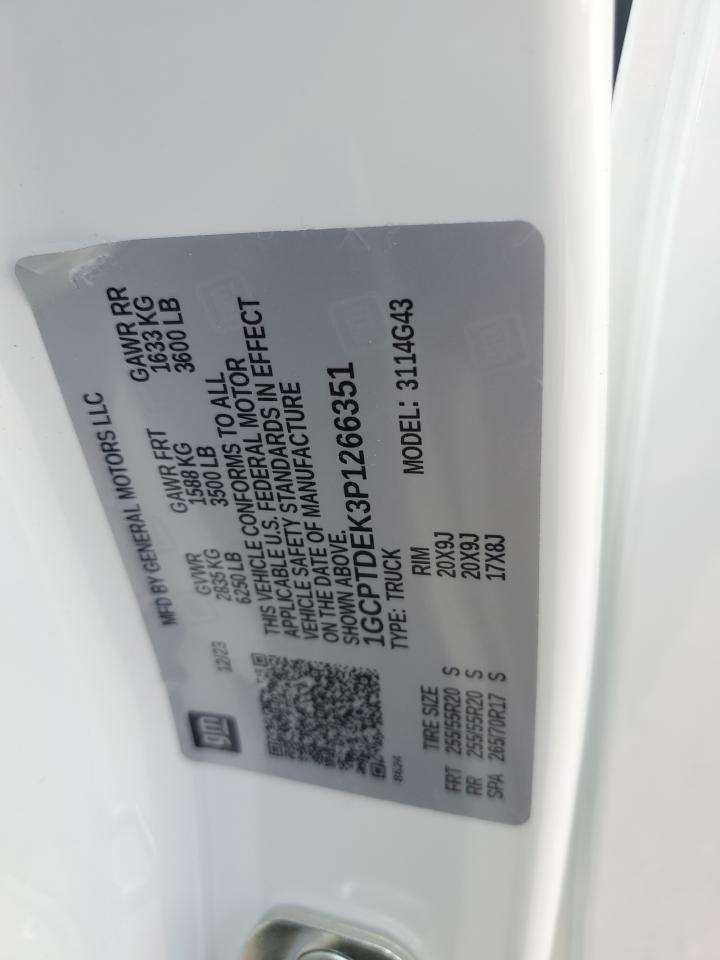 gm
MFD BY GENERAL MOTORS LLC
12/23
GVWR GAWR FRT GAWR RR
2835 KG 1588 KG 1633 KG
6250 LB 3500 LB 3600 LB
THIS VEHICLE CONFORMS TO ALL
APPLICABLE U.S. FEDERAL MOTOR
VEHICLE SAFETY STANDARDS IN EFFECT
ON THE DATE OF MANUFACTURE
SHOWN ABOVE.
1GCPTDEK3P1266351
TYPE: TRUCK MODEL: 3114G43
8624
TIRE SIZE RIM
FRT 255/55R20 S 20X9J
RR 255/55R20 S 20X9J
SPA 265/70R17 S 17X8J